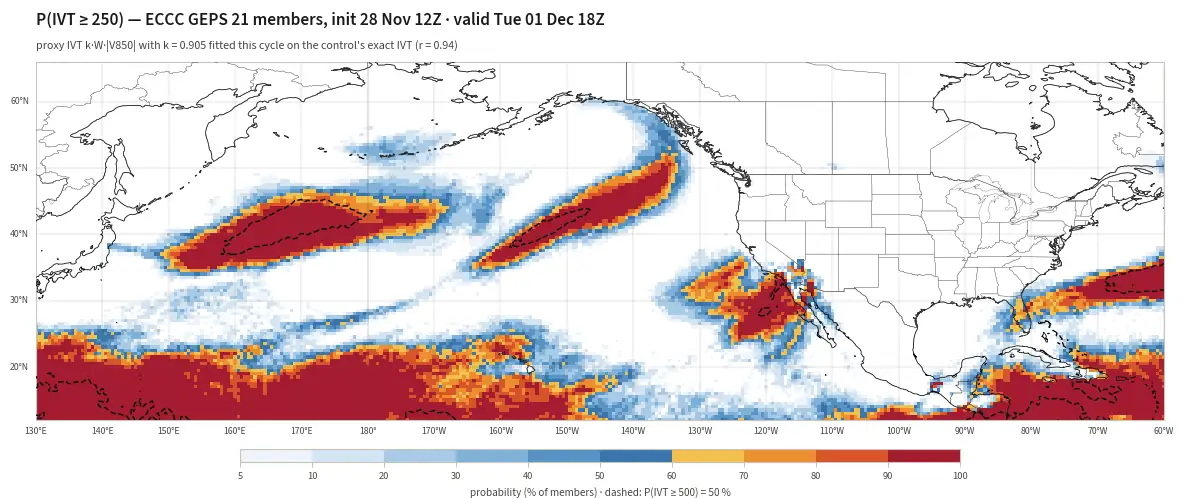 P(IVT ≥ 250) — ECCC GEPS 21 members, init 28 Nov 12Z · valid Tue 01 Dec 18Z
proxy IVT k·W·|V850| with k = 0.905 fitted this cycle on the control's exact IVT (r = 0.94)
60°N
50°N
40°N
30°N
20°N
130°E 140°E 150°E 160°E 170°E 180° 170°W 160°W 150°W 140°W 130°W 120°W 110°W 100°W 90°W 80°W 70°W 60°W
5 10 20 30 40 50 60 70 80 90 100
probability (% of members) · dashed: P(IVT ≥ 500) = 50 %